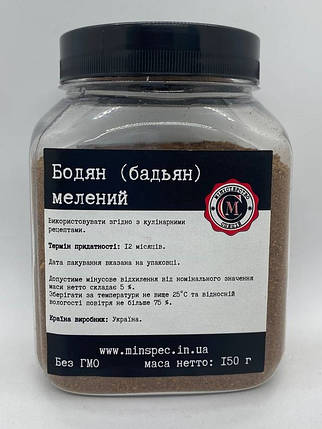 Бодян (бадьян)
мелений
Використовувати згідно з кулінарними
рецептами.
Термін придатності: 12 місяців.
Дата пакування вказана на упаковці.
Допустиме мінусове відхилення від номінального значення
маси нетто складає 5 %.
Зберігати за температури не вище 25°С та відносній
вологості повітря не більше 75 %.
Країна виробник: Україна.
www.minspec.in.ua
Без ГМО маса нетто: 150 г
М